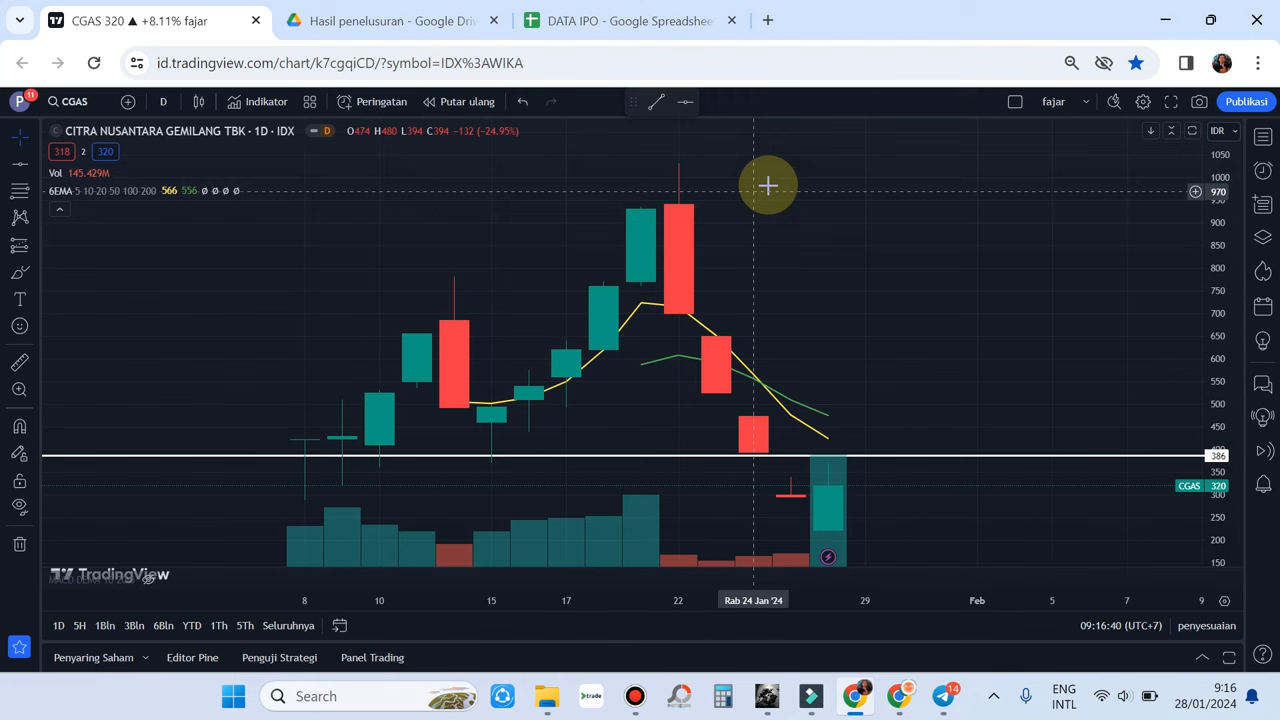 CGAS 320 ▲ +8.11% fajar
Hasil penelusuran - Google Driv
DATA IPO - Google Spreadsheet
id.tradingview.com/chart/k7cgqiCD/?symbol=IDX%3AWIKA
P 11 CGAS D Indikator Peringatan Putar ulang fajar Publikasi
CITRA NUSANTARA GEMILANG TBK · 1D · IDX D O474 H480 L394 C394 -132 (-24.95%) IDR
318 2 320
Vol 145.429M
6EMA 5 10 20 50 100 200 566 556 Ø Ø Ø Ø
1050
1000
970
950
900
850
800
750
700
650
600
550
500
450
400
386
350
CGAS 320
300
250
200
150
TradingView
8 10 15 17 22 Rab 24 Jan '24 29 Feb 5 7 9
1D 5H 1Bln 3Bln 6Bln YTD 1Th 5Th Seluruhnya 09:16:40 (UTC+7) penyesuaian
Penyaring Saham Editor Pine Penguji Strategi Panel Trading
Search trade 14 ENG INTL 9:16 28/01/2024